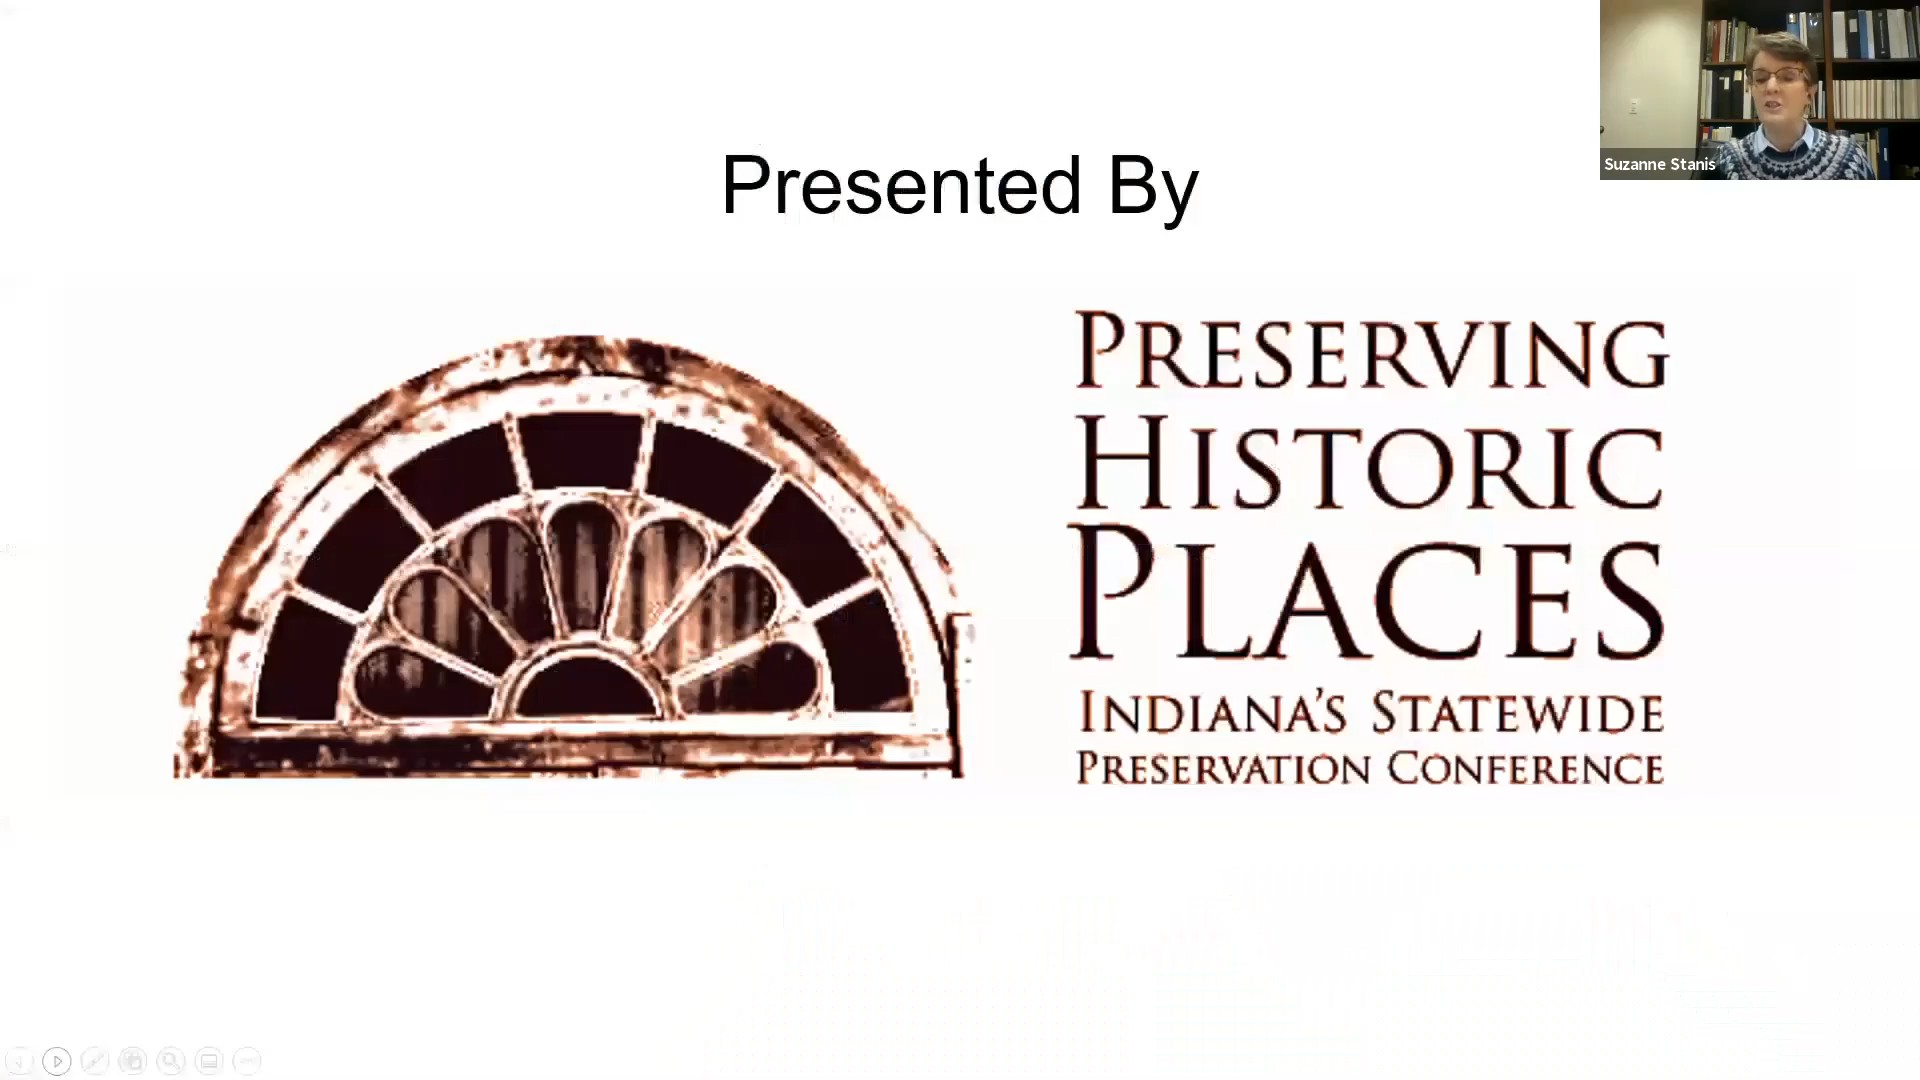 Presented By
PRESERVING
HISTORIC
PLACES
INDIANA'S STATEWIDE
PRESERVATION CONFERENCE
Suzanne Stanis